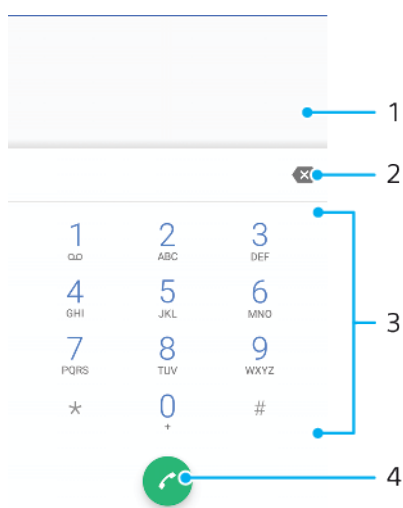 1
2
1 2 3
ABC DEF
4 5 6
GHI JKL MNO
3
7 8 9
PQRS TUV WXYZ
* 0 #
+
4